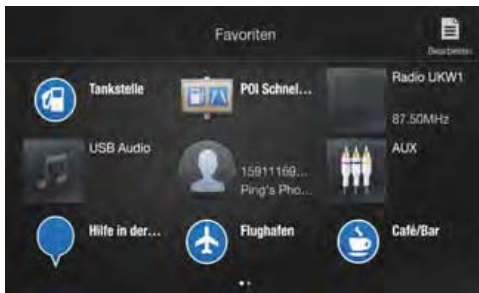 Favoriten
Bearbeiten
Tankstelle
POI Schnel...
Radio UKW1
87.50MHz
USB Audio
15911169...
Ping's Pho...
AUX
Hilfe in der...
Flughafen
Café/Bar